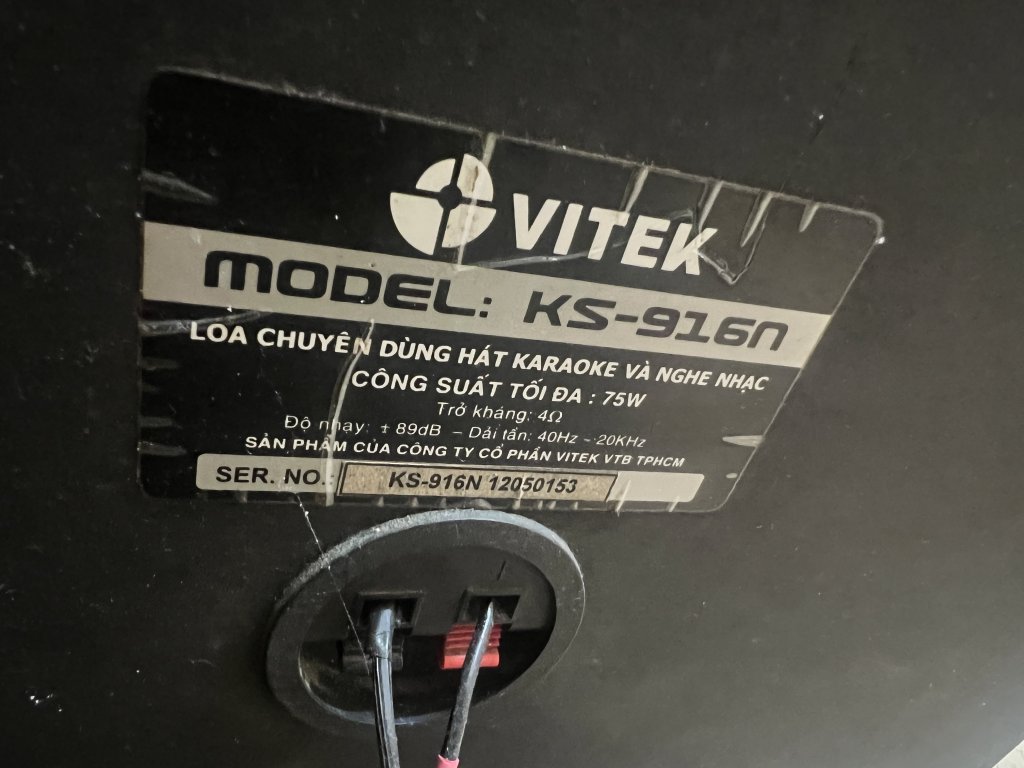 VITEK
MODEL: KS-916N
LOA CHUYÊN DÙNG HÁT KARAOKE VÀ NGHE NHẠC
CÔNG SUẤT TỐI ĐA : 75W
Trở kháng: 4Ω
Độ nhạy: ± 89dB – Dải tần: 40Hz ~ 20KHz
SẢN PHẨM CỦA CÔNG TY CỔ PHẦN VITEK VTB TPHCM
SER. NO.: KS-916N 12050153